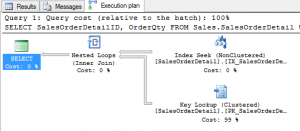 Results Messages Execution plan
Query 1: Query cost (relative to the batch): 100%
SELECT SalesOrderDetailID, OrderQty FROM Sales.SalesOrderDetail
SELECT
Cost: 0 %
Nested Loops
(Inner Join)
Cost: 0 %
Index Seek (NonClustered)
[SalesOrderDetail].[IX_SalesOrderDe…
Cost: 0 %
Key Lookup (Clustered)
[SalesOrderDetail].[PK_SalesOrderDe…
Cost: 99 %